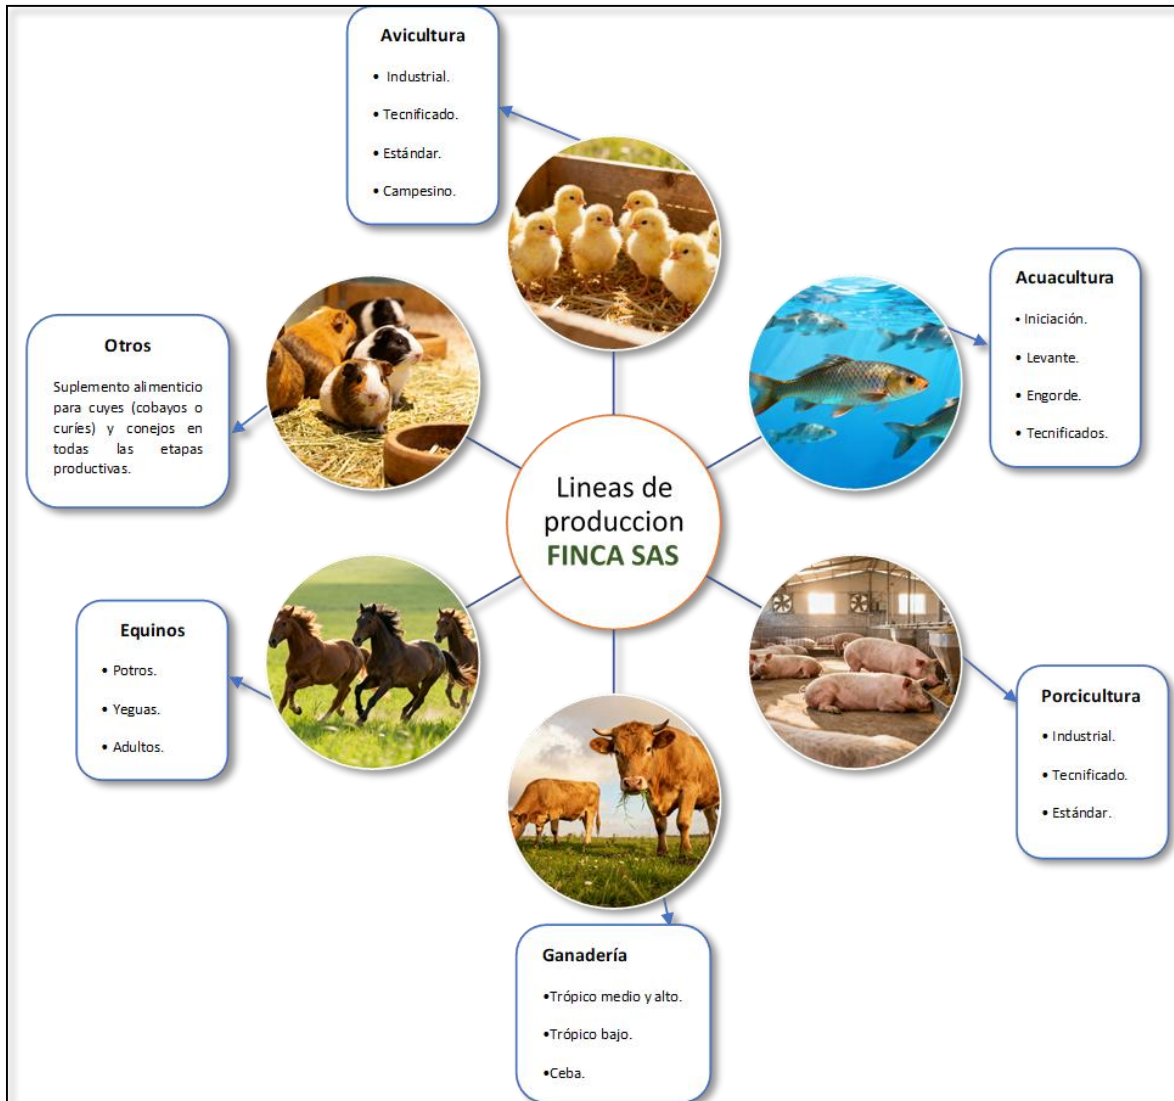 Avicultura
• Industrial.
• Tecnificado.
• Estándar.
• Campesino.
Acuacultura
• Iniciación.
• Levante.
• Engorde.
• Tecnificados.
Otros
Suplemento alimenticio
para cuyes (cobayos o
curíes) y conejos en
todas las etapas
productivas.
Lineas de
produccion
FINCA SAS
Equinos
• Potros.
• Yeguas.
• Adultos.
Porcicultura
• Industrial.
• Tecnificado.
• Estándar.
Ganadería
•Trópico medio y alto.
•Trópico bajo.
•Ceba.